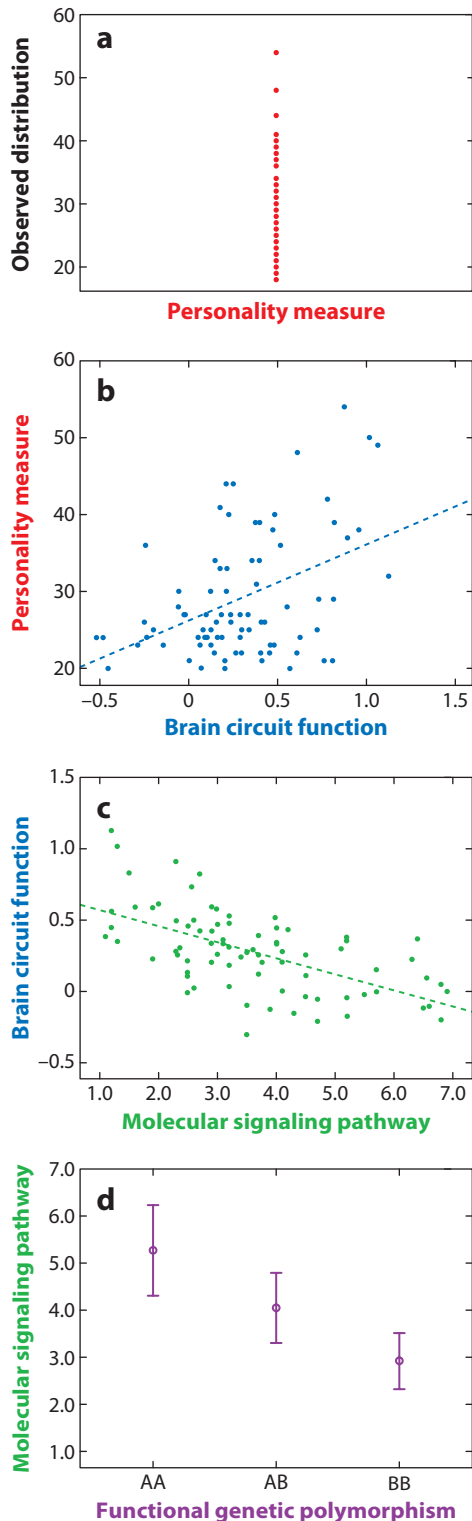 a
60
50
40
30
20
Observed distribution
Personality measure
b
60
50
40
30
20
Personality measure
−0.5 0 0.5 1.0 1.5
Brain circuit function
c
1.5
1.0
0.5
0
−0.5
Brain circuit function
1.0 2.0 3.0 4.0 5.0 6.0 7.0
Molecular signaling pathway
d
7.0
6.0
5.0
4.0
3.0
2.0
1.0
Molecular signaling pathway
AA AB BB
Functional genetic polymorphism